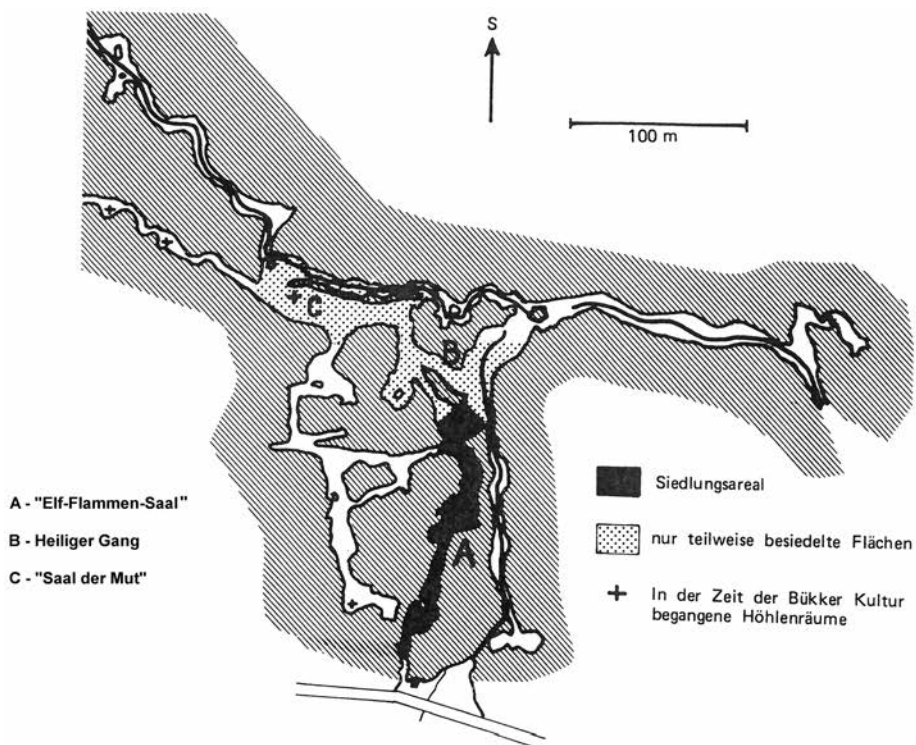 S
100 m
C
B
A
A - "Elf-Flammen-Saal"
B - Heiliger Gang
C - "Saal der Mut"
Siedlungsareal
nur teilweise besiedelte Flächen
In der Zeit der Bükker Kultur
begangene Höhlenräume